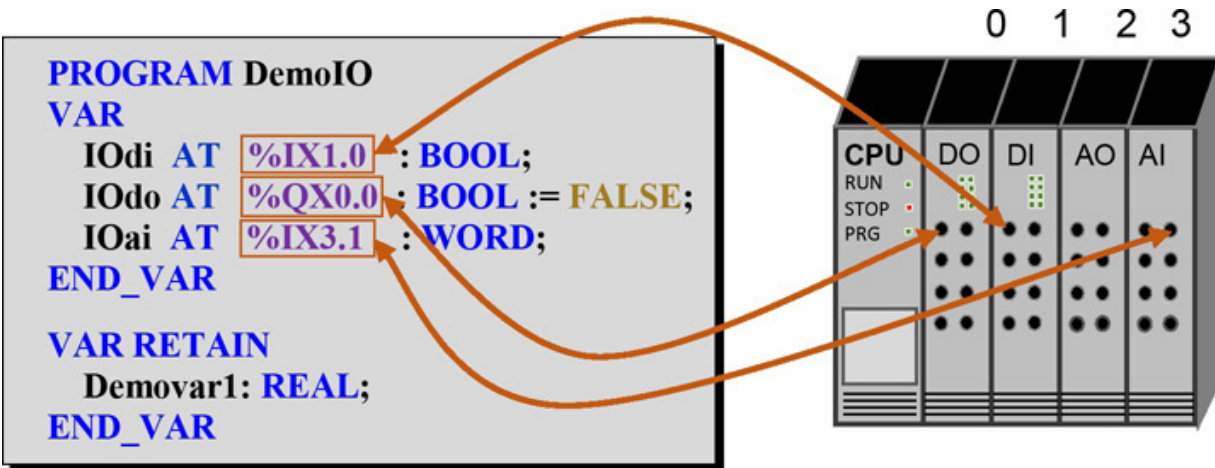 PROGRAM DemoIO
VAR
IOdi AT %IX1.0 : BOOL;
IOdo AT %QX0.0 : BOOL := FALSE;
IOai AT %IX3.1 : WORD;
END_VAR
VAR RETAIN
Demovar1: REAL;
END_VAR
0 1 2 3
CPU DO DI AO AI
RUN
STOP
PRG